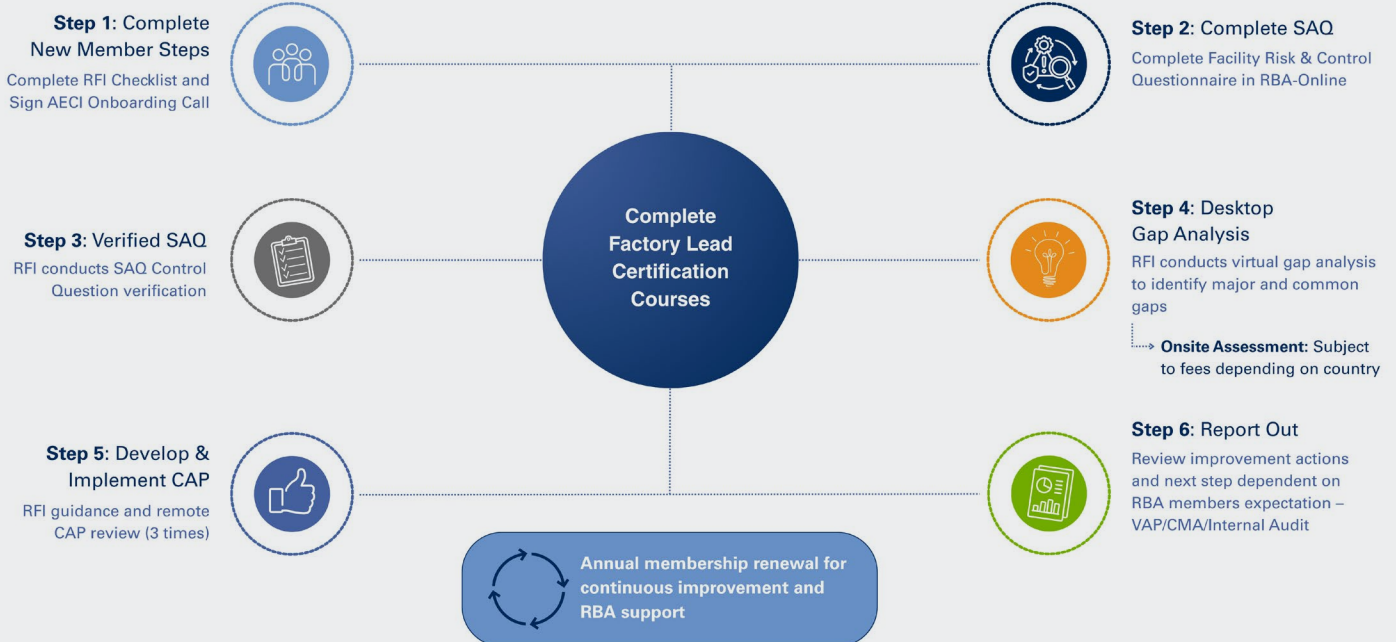 Step 1: Complete
New Member Steps
Complete RFI Checklist and
Sign AECI Onboarding Call
Step 2: Complete SAQ
Complete Facility Risk & Control
Questionnaire in RBA-Online
Complete
Factory Lead
Certification
Courses
Step 3: Verified SAQ
RFI conducts SAQ Control
Question verification
Step 4: Desktop
Gap Analysis
RFI conducts virtual gap analysis
to identify major and common
gaps
Onsite Assessment: Subject
to fees depending on country
Step 5: Develop &
Implement CAP
RFI guidance and remote
CAP review (3 times)
Step 6: Report Out
Review improvement actions
and next step dependent on
RBA members expectation –
VAP/CMA/Internal Audit
Annual membership renewal for
continuous improvement and
RBA support